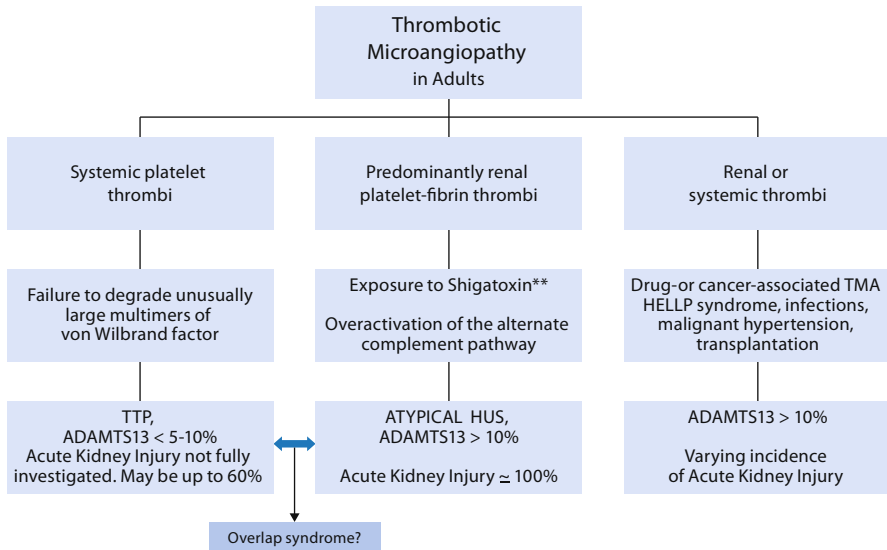 Thrombotic
Microangiopathy
in Adults
Systemic platelet
thrombi
Predominantly renal
platelet-fibrin thrombi
Renal or
systemic thrombi
Failure to degrade unusually
large multimers of
von Wilbrand factor
Exposure to Shigatoxin**
Overactivation of the alternate
complement pathway
Drug-or cancer-associated TMA
HELLP syndrome, infections,
malignant hypertension,
transplantation
TTP,
ADAMTS13 < 5-10%
Acute Kidney Injury not fully
investigated. May be up to 60%
ATYPICAL HUS,
ADAMTS13 > 10%
Acute Kidney Injury ≃ 100%
ADAMTS13 > 10%
Varying incidence
of Acute Kidney Injury
Overlap syndrome?